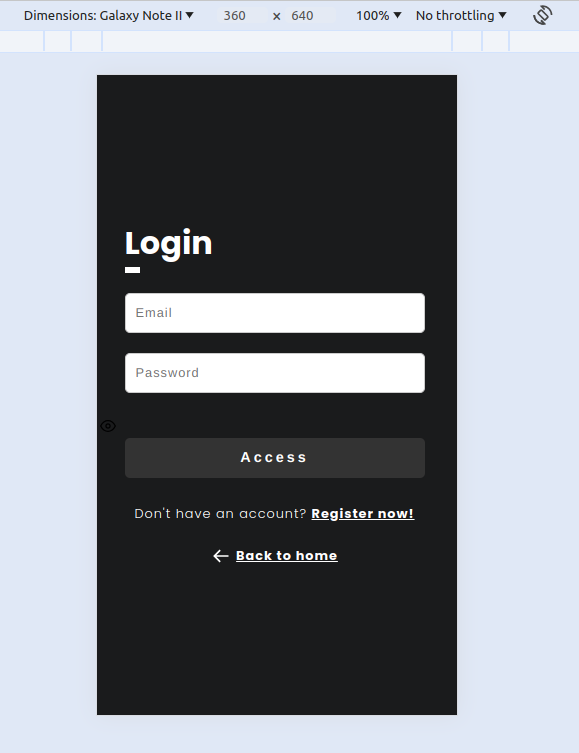 Dimensions: Galaxy Note II 360 × 640 100% No throttling
Login
Email
Password
Access
Don't have an account? Register now!
Back to home